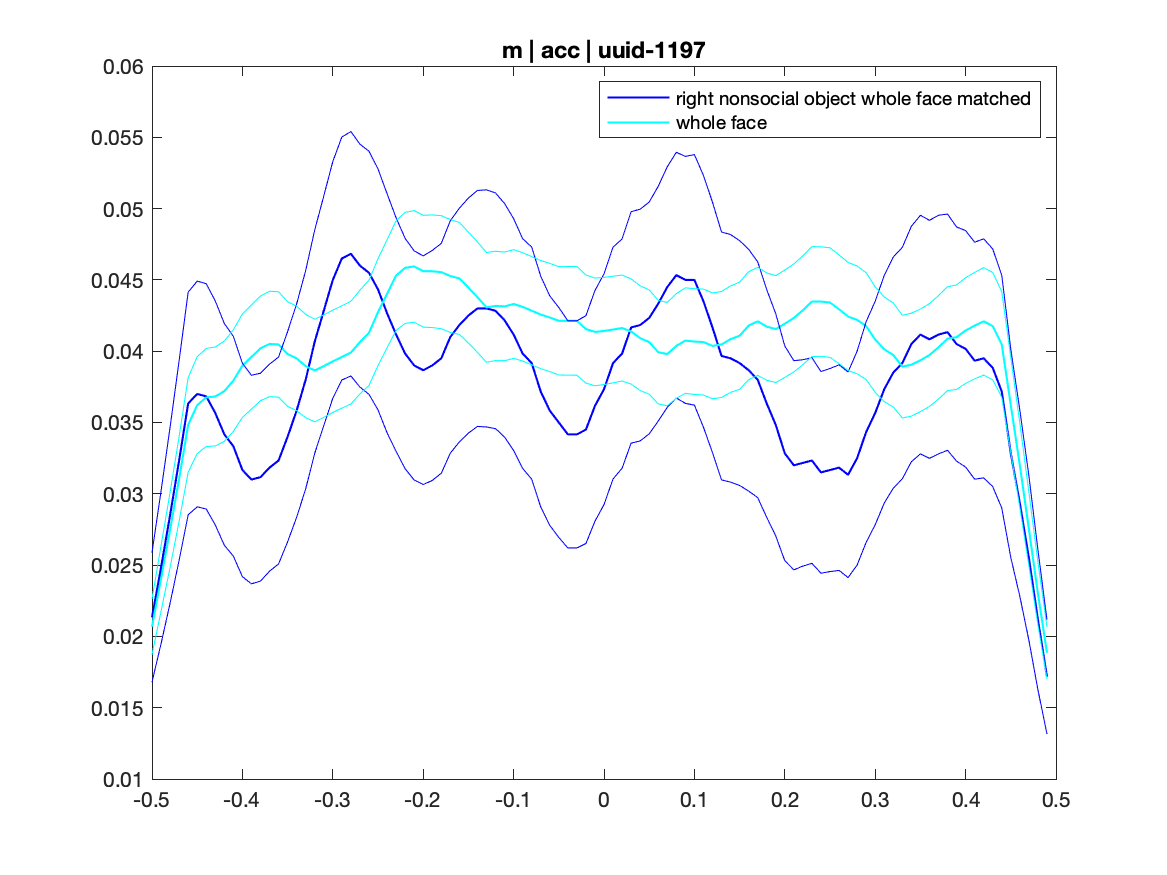 m | acc | uuid-1197
0.06
0.055
0.05
0.045
0.04
0.035
0.03
0.025
0.02
0.015
0.01
right nonsocial object whole face matched
whole face
-0.5 -0.4 -0.3 -0.2 -0.1 0 0.1 0.2 0.3 0.4 0.5